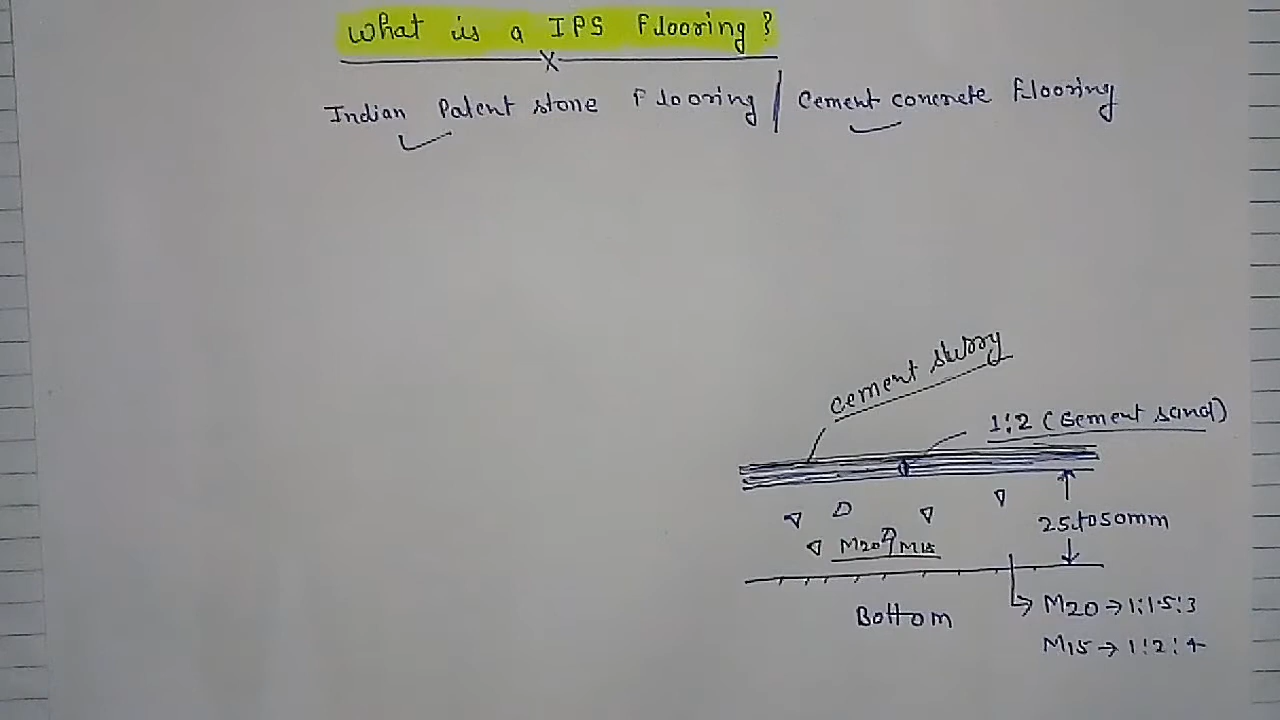 What is a IPS Flooring?
Indian Patent stone Flooring / Cement concrete Flooring
cement slurry
1:2 (Cement sand)
25 to 50mm
M20/M15
Bottom
M20 → 1:1.5:3
M15 → 1:2:4